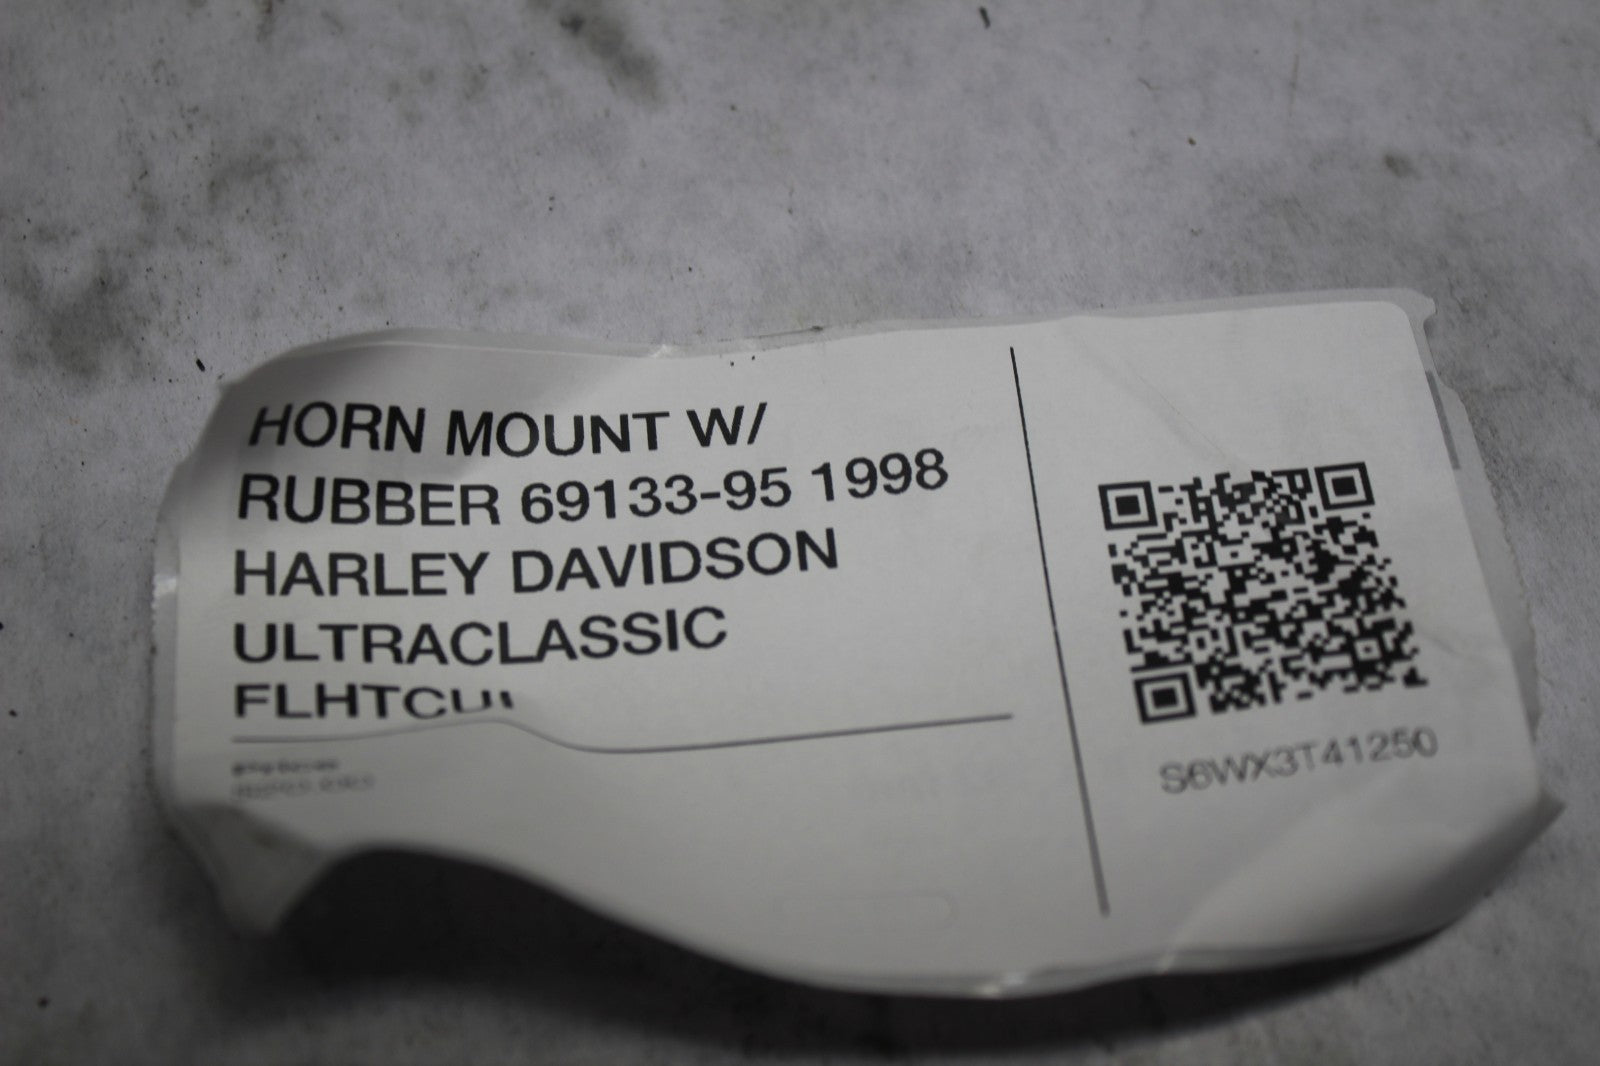 HORN MOUNT W/
RUBBER 69133-95 1998
HARLEY DAVIDSON
ULTRACLASSIC
S6WX3T41250